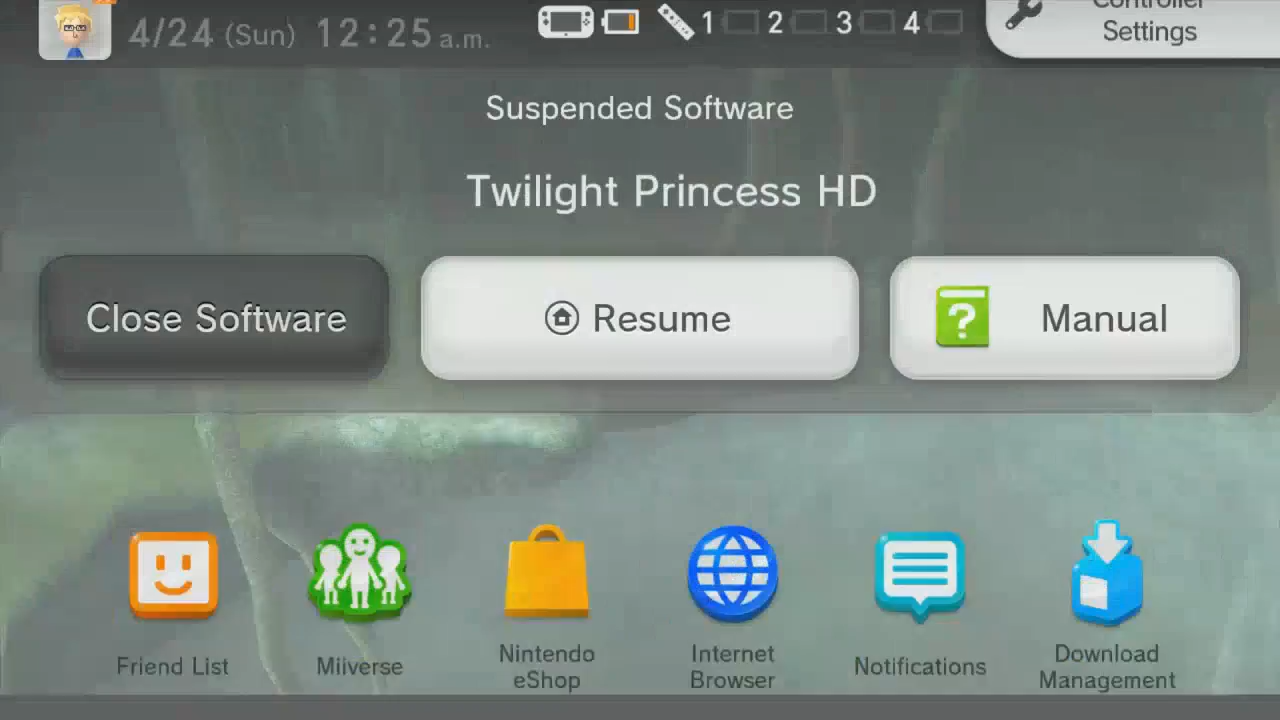 4/24 (Sun) 12:25 a.m.
1 2 3 4
Controller
Settings
Suspended Software
Twilight Princess HD
Close Software
Resume
? Manual
Friend List
Miiverse
Nintendo
eShop
Internet
Browser
Notifications
Download
Management